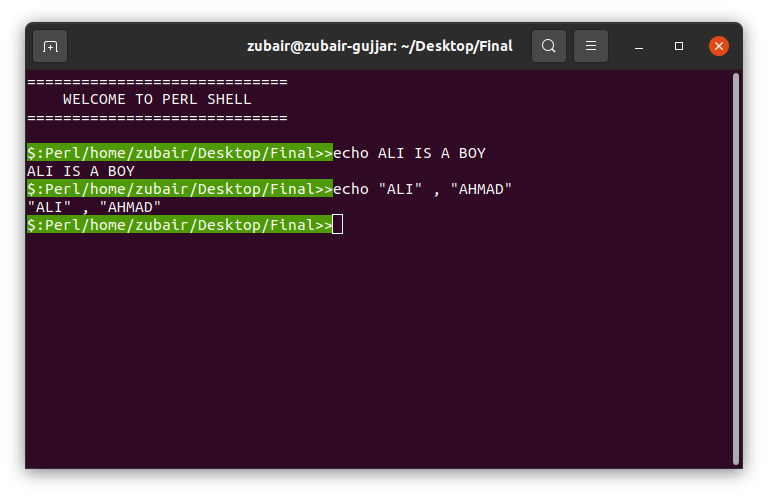 zubair@zubair-gujjar: ~/Desktop/Final
=============================
    WELCOME TO PERL SHELL
=============================
$:Perl/home/zubair/Desktop/Final>>echo ALI IS A BOY
ALI IS A BOY
$:Perl/home/zubair/Desktop/Final>>echo "ALI" , "AHMAD"
"ALI" , "AHMAD"
$:Perl/home/zubair/Desktop/Final>>